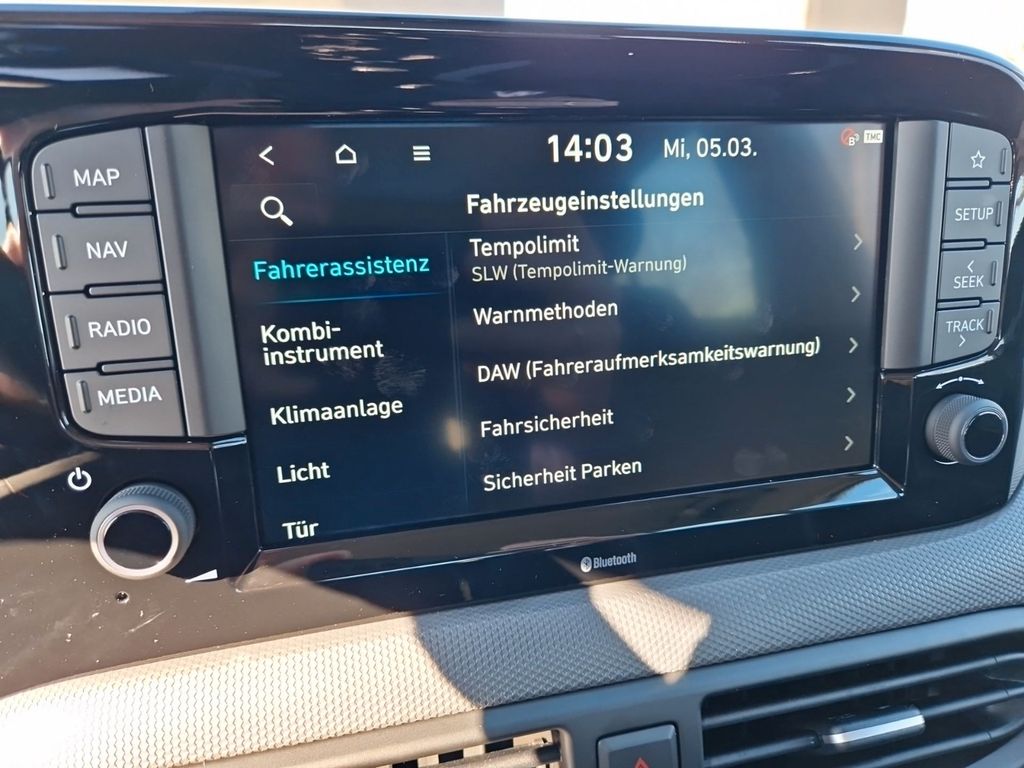 MAP
NAV
RADIO
MEDIA
14:03 Mi, 05.03.
TMC
Fahrzeugeinstellungen
Fahrerassistenz
Kombi-
instrument
Klimaanlage
Licht
Tür
Tempolimit
SLW (Tempolimit-Warnung)
Warnmethoden
DAW (Fahreraufmerksamkeitswarnung)
Fahrsicherheit
Sicherheit Parken
SETUP
SEEK
TRACK
Bluetooth